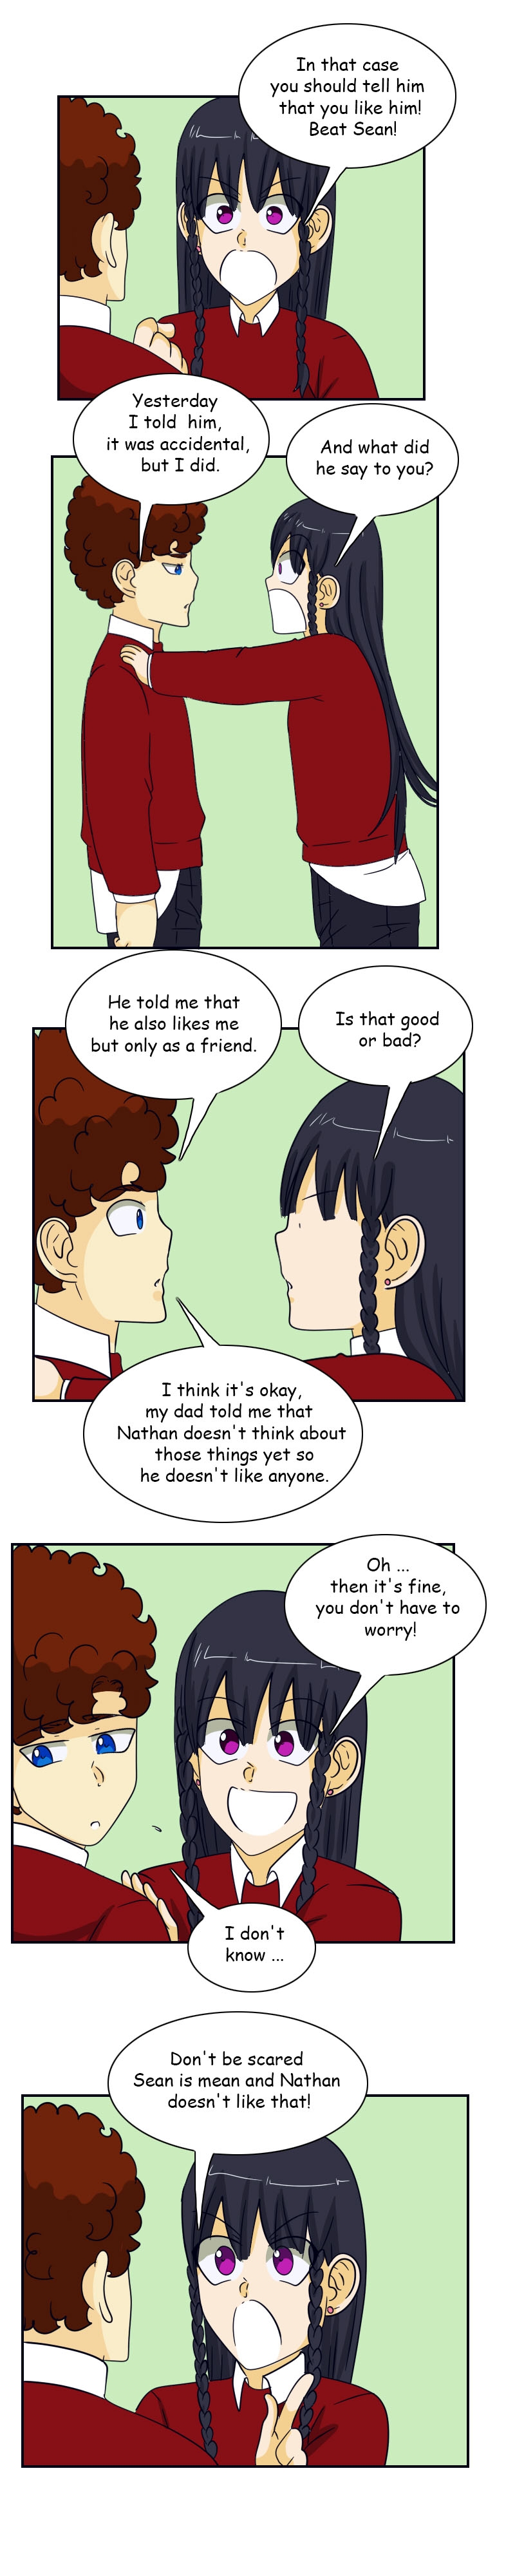 In that case
you should tell him
that you like him!
Beat Sean!
Yesterday
I told him,
it was accidental,
but I did.
And what did
he say to you?
He told me that
he also likes me
but only as a friend.
Is that good
or bad?
I think it's okay,
my dad told me that
Nathan doesn't think about
those things yet so
he doesn't like anyone.
Oh ...
then it's fine,
you don't have to
worry!
I don't
know ...
Don't be scared
Sean is mean and Nathan
doesn't like that!